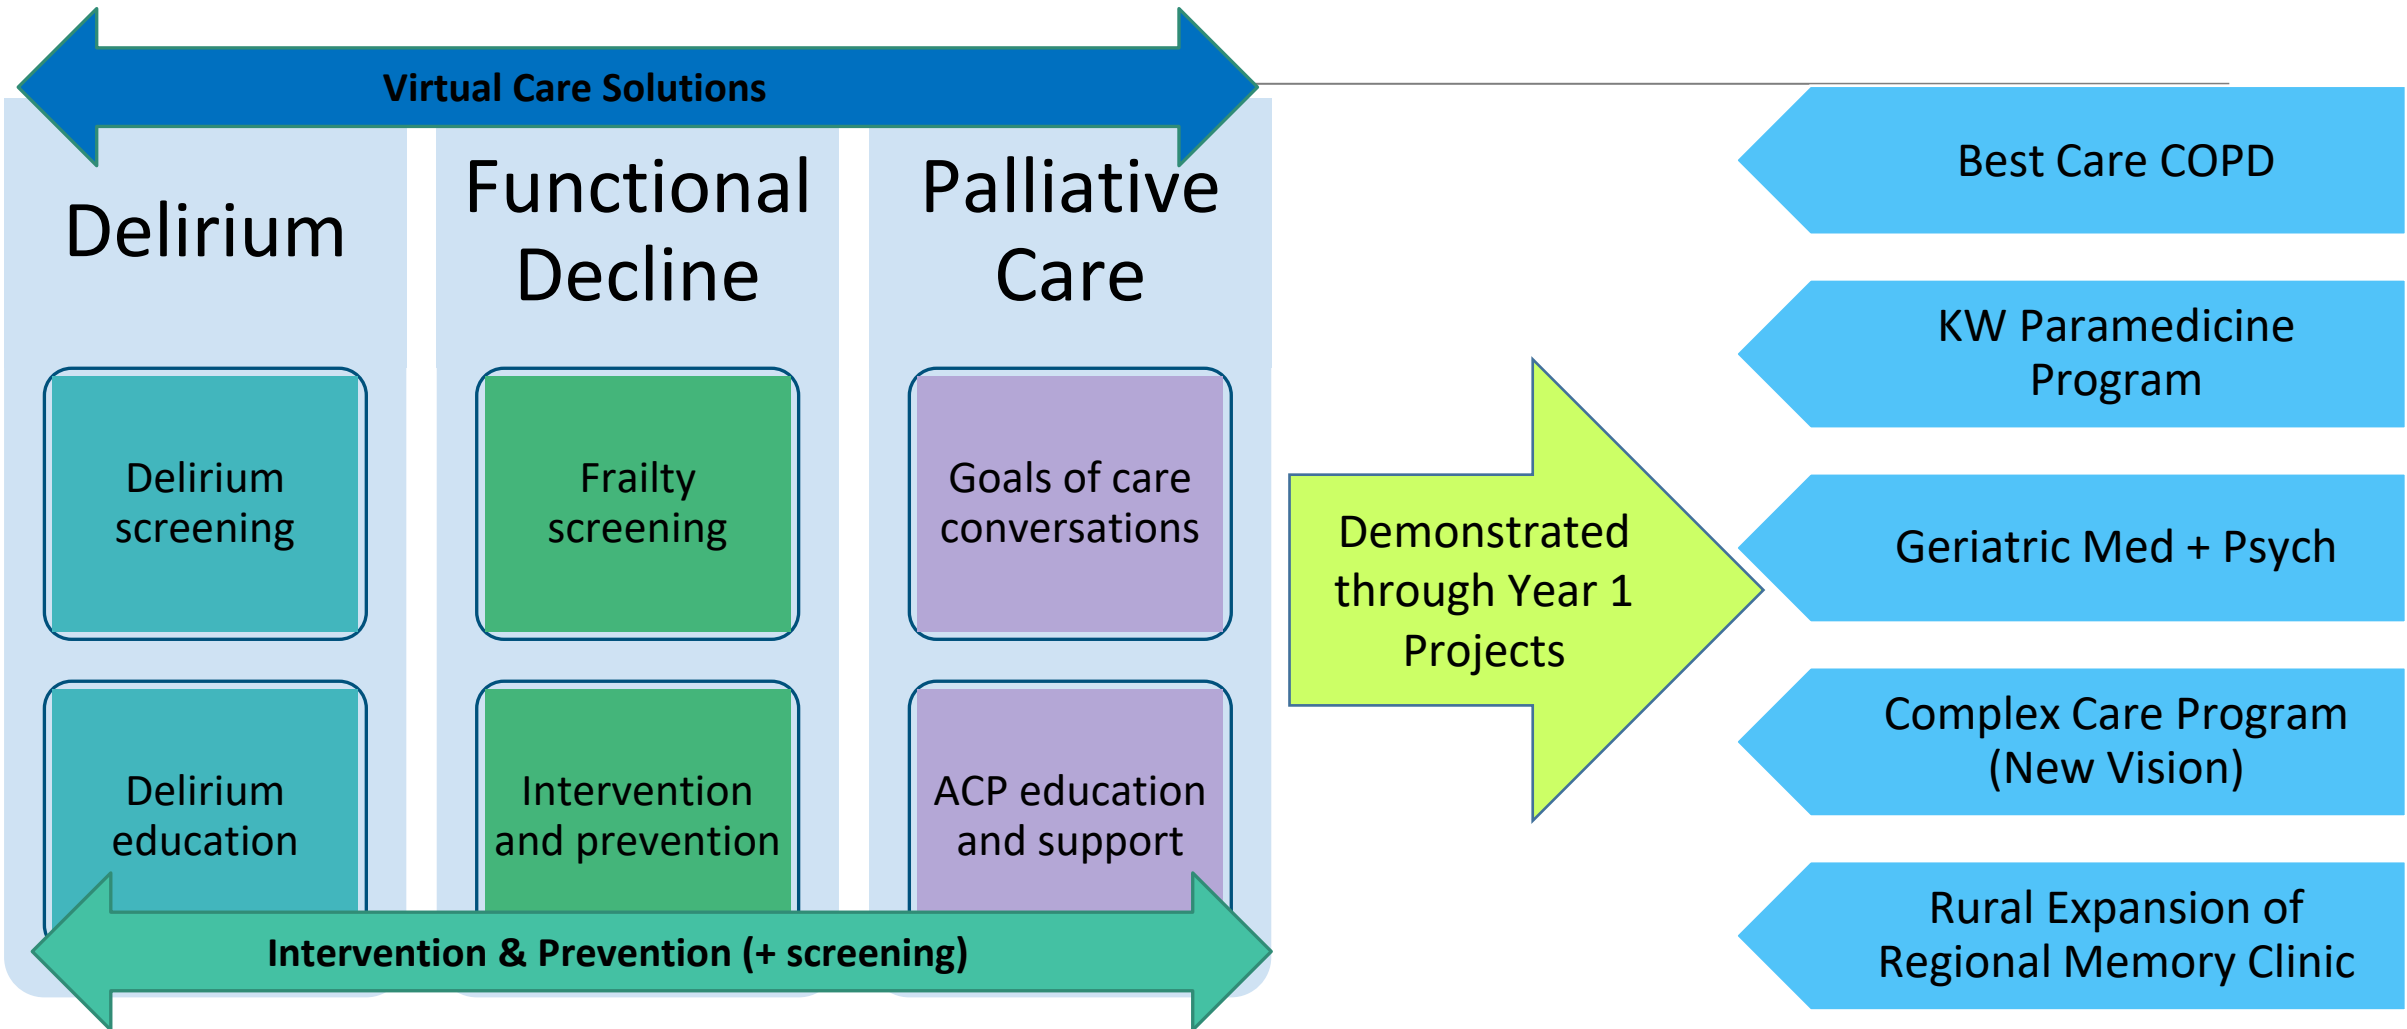 Virtual Care Solutions
Delirium
Functional
Decline
Palliative
Care
Delirium
screening
Frailty
screening
Goals of care
conversations
Delirium
education
Intervention
and prevention
ACP education
and support
Intervention & Prevention (+ screening)
Demonstrated
through Year 1
Projects
Best Care COPD
KW Paramedicine
Program
Geriatric Med + Psych
Complex Care Program
(New Vision)
Rural Expansion of
Regional Memory Clinic